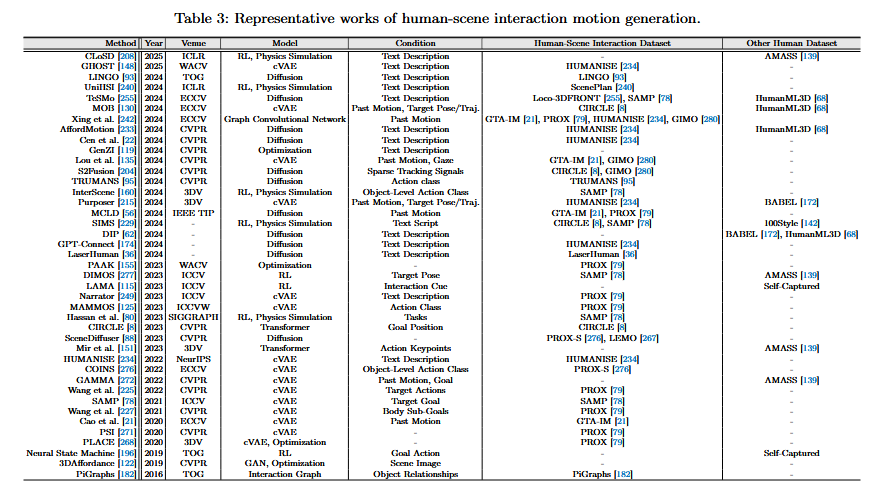 Table 3: Representative works of human-scene interaction motion generation.
Method Year Venue Model Condition Human-Scene Interaction Dataset Other Human Dataset
CLoSD [208] 2025 ICLR RL, Physics Simulation Text Description - AMASS [139]
GHOST [148] 2025 WACV cVAE Text Description HUMANISE [234] -
LINGO [93] 2024 TOG Diffusion Text Description LINGO [93] -
UniHSI [240] 2024 ICLR RL, Physics Simulation Text Description ScenePlan [240] -
TeSMo [255] 2024 ECCV Diffusion Text Description Loco-3DFRONT [255], SAMP [78] HumanML3D [68]
MOB [130] 2024 ECCV cVAE Past Motion, Target Pose/Traj. CIRCLE [8] HumanML3D [68]
Xing et al. [242] 2024 ECCV Graph Convolutional Network Past Motion GTA-IM [21], PROX [79], HUMANISE [234], GIMO [280] -
AffordMotion [233] 2024 CVPR Diffusion Text Description HUMANISE [234] HumanML3D [68]
Cen et al. [22] 2024 CVPR Diffusion Text Description HUMANISE [234] -
GenZI [119] 2024 CVPR Optimization Text Description - -
Lou et al. [135] 2024 CVPR cVAE Past Motion, Gaze GTA-IM [21], GIMO [280] -
S2Fusion [204] 2024 CVPR Diffusion Sparse Tracking Signals CIRCLE [8], GIMO [280] -
TRUMANS [95] 2024 CVPR Diffusion Action class TRUMANS [95] -
InterScene [160] 2024 3DV RL, Physics Simulation Object-Level Action Class SAMP [78] -
Purposer [215] 2024 3DV cVAE Past Motion, Target Pose/Traj. HUMANISE [234] BABEL [172]
MCLD [56] 2024 IEEE TIP Diffusion Past Motion GTA-IM [21], PROX [79] -
SIMS [229] 2024 - RL, Physics Simulation Text Script CIRCLE [8], SAMP [78] 100Style [142]
DIP [62] 2024 - Diffusion Text Description - BABEL [172], HumanML3D [68]
GPT-Connect [174] 2024 - Diffusion Text Description HUMANISE [234] -
LaserHuman [36] 2024 - Diffusion Text Description LaserHuman [36] -
PAAK [155] 2023 WACV Optimization - PROX [79] -
DIMOS [277] 2023 ICCV RL Target Pose SAMP [78] AMASS [139]
LAMA [115] 2023 ICCV RL Interaction Cue - Self-Captured
Narrator [249] 2023 ICCV cVAE Text Description PROX [79] -
MAMMOS [125] 2023 ICCVW cVAE Action Class PROX [79] -
Hassan et al. [80] 2023 SIGGRAPH RL, Physics Simulation Tasks SAMP [78] -
CIRCLE [8] 2023 CVPR Transformer Goal Position CIRCLE [8] -
SceneDiffuser [88] 2023 CVPR Diffusion - PROX-S [276], LEMO [267] -
Mir et al. [151] 2023 3DV Transformer Action Keypoints - AMASS [139]
HUMANISE [234] 2022 NeurIPS cVAE Text Description HUMANISE [234] -
COINS [276] 2022 ECCV cVAE Object-Level Action Class PROX-S [276] -
GAMMA [272] 2022 CVPR cVAE Past Motion, Goal - AMASS [139]
Wang et al. [225] 2022 CVPR cVAE Target Actions PROX [79] -
SAMP [78] 2021 ICCV cVAE Target Goal SAMP [78] -
Wang et al. [227] 2021 CVPR cVAE Body Sub-Goals PROX [79] -
Cao et al. [21] 2020 ECCV cVAE Past Motion GTA-IM [21] -
PSI [271] 2020 CVPR cVAE - PROX [79] -
PLACE [268] 2020 3DV cVAE, Optimization - PROX [79] -
Neural State Machine [196] 2019 TOG RL Goal Action - Self-Captured
3DAffordance [122] 2019 CVPR GAN, Optimization Scene Image - -
PiGraphs [182] 2016 TOG Interaction Graph Object Relationships PiGraphs [182] -